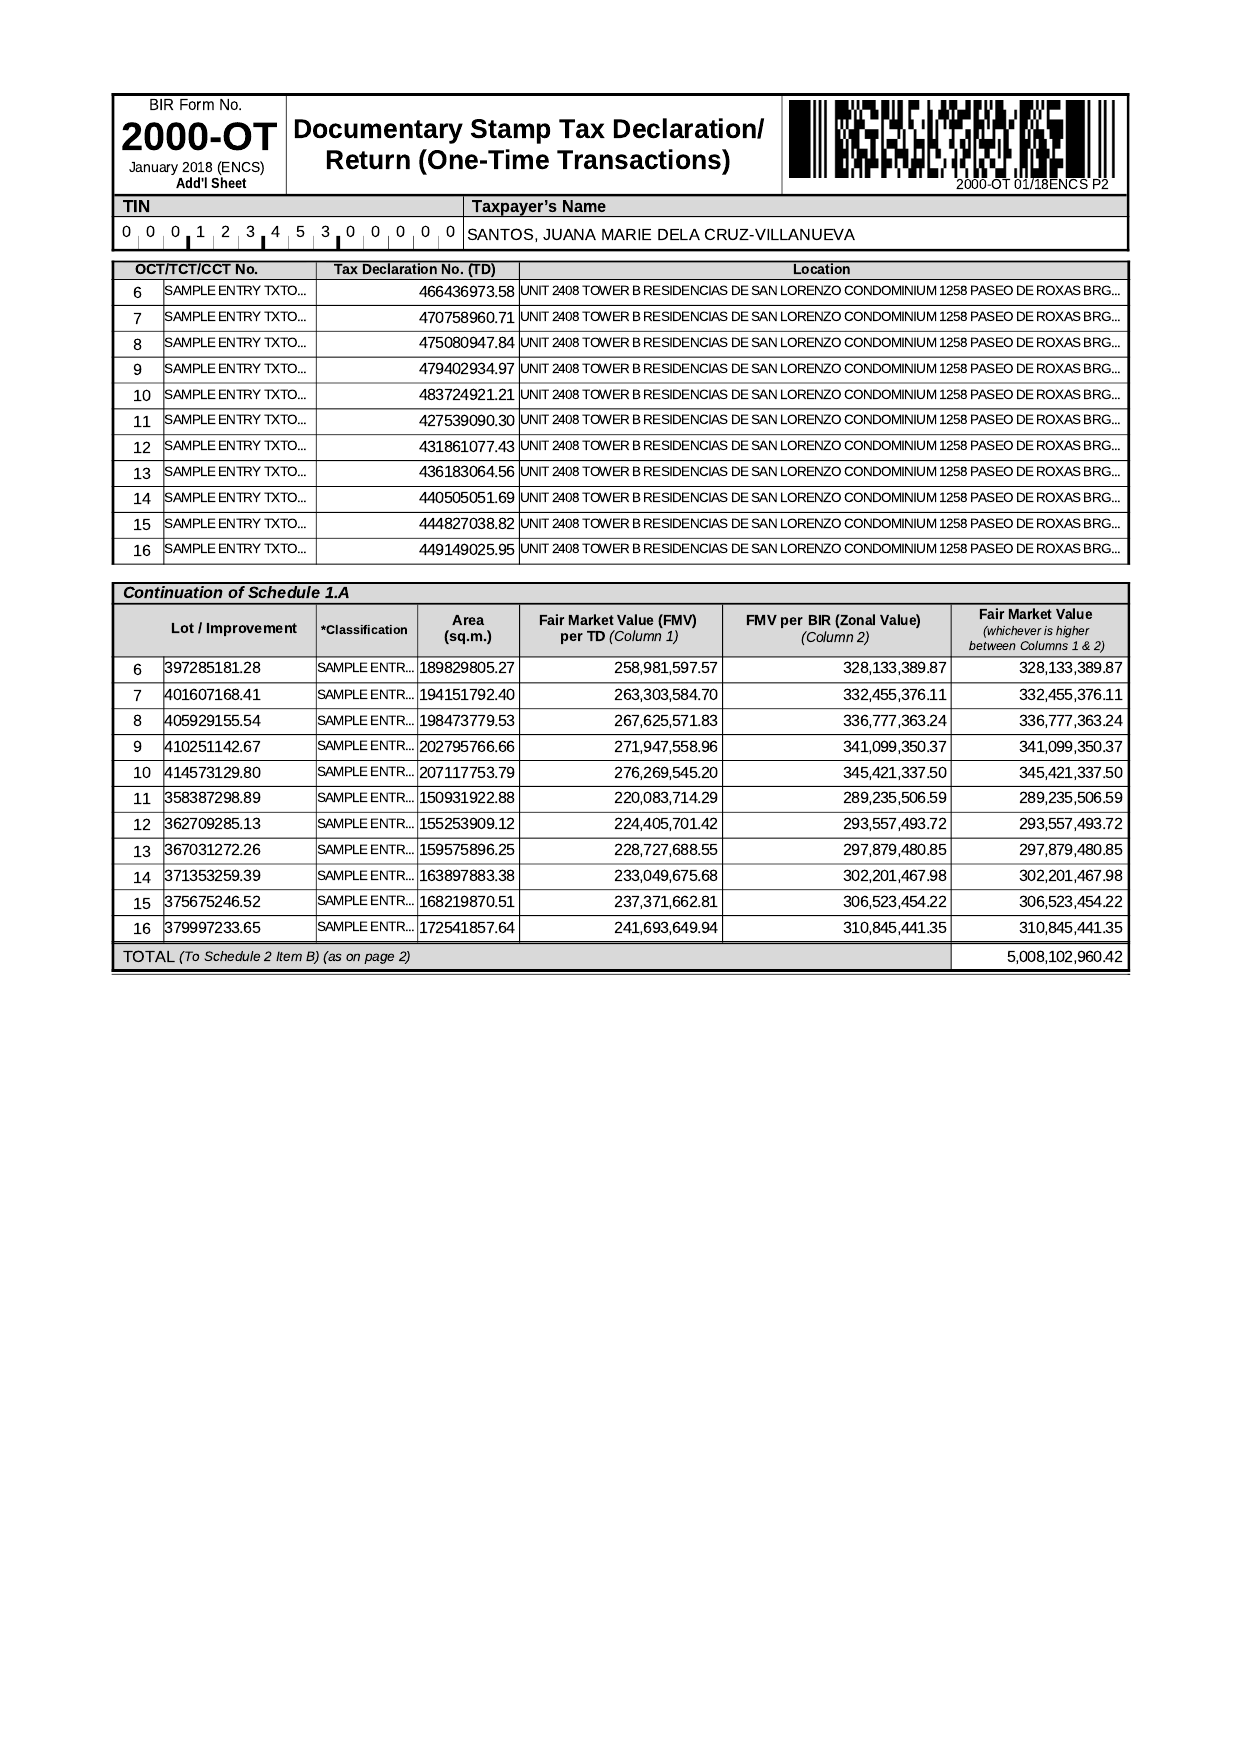 BIR Form No.
2000-OT
January 2018 (ENCS)
Add'l Sheet
Documentary Stamp Tax Declaration/
Return (One-Time Transactions)
2000-OT 01/18ENCS P2
TIN Taxpayer’s Name
0 0 0 1 2 3 4 5 3 0 0 0 0 0 SANTOS, JUANA MARIE DELA CRUZ-VILLANUEVA
OCT/TCT/CCT No. Tax Declaration No. (TD) Location
6 SAMPLE ENTRY TXTO... 466436973.58 UNIT 2408 TOWER B RESIDENCIAS DE SAN LORENZO CONDOMINIUM 1258 PASEO DE ROXAS BRG...
7 SAMPLE ENTRY TXTO... 470758960.71 UNIT 2408 TOWER B RESIDENCIAS DE SAN LORENZO CONDOMINIUM 1258 PASEO DE ROXAS BRG...
8 SAMPLE ENTRY TXTO... 475080947.84 UNIT 2408 TOWER B RESIDENCIAS DE SAN LORENZO CONDOMINIUM 1258 PASEO DE ROXAS BRG...
9 SAMPLE ENTRY TXTO... 479402934.97 UNIT 2408 TOWER B RESIDENCIAS DE SAN LORENZO CONDOMINIUM 1258 PASEO DE ROXAS BRG...
10 SAMPLE ENTRY TXTO... 483724921.21 UNIT 2408 TOWER B RESIDENCIAS DE SAN LORENZO CONDOMINIUM 1258 PASEO DE ROXAS BRG...
11 SAMPLE ENTRY TXTO... 427539090.30 UNIT 2408 TOWER B RESIDENCIAS DE SAN LORENZO CONDOMINIUM 1258 PASEO DE ROXAS BRG...
12 SAMPLE ENTRY TXTO... 431861077.43 UNIT 2408 TOWER B RESIDENCIAS DE SAN LORENZO CONDOMINIUM 1258 PASEO DE ROXAS BRG...
13 SAMPLE ENTRY TXTO... 436183064.56 UNIT 2408 TOWER B RESIDENCIAS DE SAN LORENZO CONDOMINIUM 1258 PASEO DE ROXAS BRG...
14 SAMPLE ENTRY TXTO... 440505051.69 UNIT 2408 TOWER B RESIDENCIAS DE SAN LORENZO CONDOMINIUM 1258 PASEO DE ROXAS BRG...
15 SAMPLE ENTRY TXTO... 444827038.82 UNIT 2408 TOWER B RESIDENCIAS DE SAN LORENZO CONDOMINIUM 1258 PASEO DE ROXAS BRG...
16 SAMPLE ENTRY TXTO... 449149025.95 UNIT 2408 TOWER B RESIDENCIAS DE SAN LORENZO CONDOMINIUM 1258 PASEO DE ROXAS BRG...
Continuation of Schedule 1.A
Lot / Improvement *Classification Area
(sq.m.)
Fair Market Value (FMV)
per TD (Column 1)
FMV per BIR (Zonal Value)
(Column 2)
Fair Market Value
(whichever is higher
between Columns 1 & 2)
6 397285181.28 SAMPLE ENTR... 189829805.27 258,981,597.57 328,133,389.87 328,133,389.87
7 401607168.41 SAMPLE ENTR... 194151792.40 263,303,584.70 332,455,376.11 332,455,376.11
8 405929155.54 SAMPLE ENTR... 198473779.53 267,625,571.83 336,777,363.24 336,777,363.24
9 410251142.67 SAMPLE ENTR... 202795766.66 271,947,558.96 341,099,350.37 341,099,350.37
10 414573129.80 SAMPLE ENTR... 207117753.79 276,269,545.20 345,421,337.50 345,421,337.50
11 358387298.89 SAMPLE ENTR... 150931922.88 220,083,714.29 289,235,506.59 289,235,506.59
12 362709285.13 SAMPLE ENTR... 155253909.12 224,405,701.42 293,557,493.72 293,557,493.72
13 367031272.26 SAMPLE ENTR... 159575896.25 228,727,688.55 297,879,480.85 297,879,480.85
14 371353259.39 SAMPLE ENTR... 163897883.38 233,049,675.68 302,201,467.98 302,201,467.98
15 375675246.52 SAMPLE ENTR... 168219870.51 237,371,662.81 306,523,454.22 306,523,454.22
16 379997233.65 SAMPLE ENTR... 172541857.64 241,693,649.94 310,845,441.35 310,845,441.35
TOTAL (To Schedule 2 Item B) (as on page 2) 5,008,102,960.42